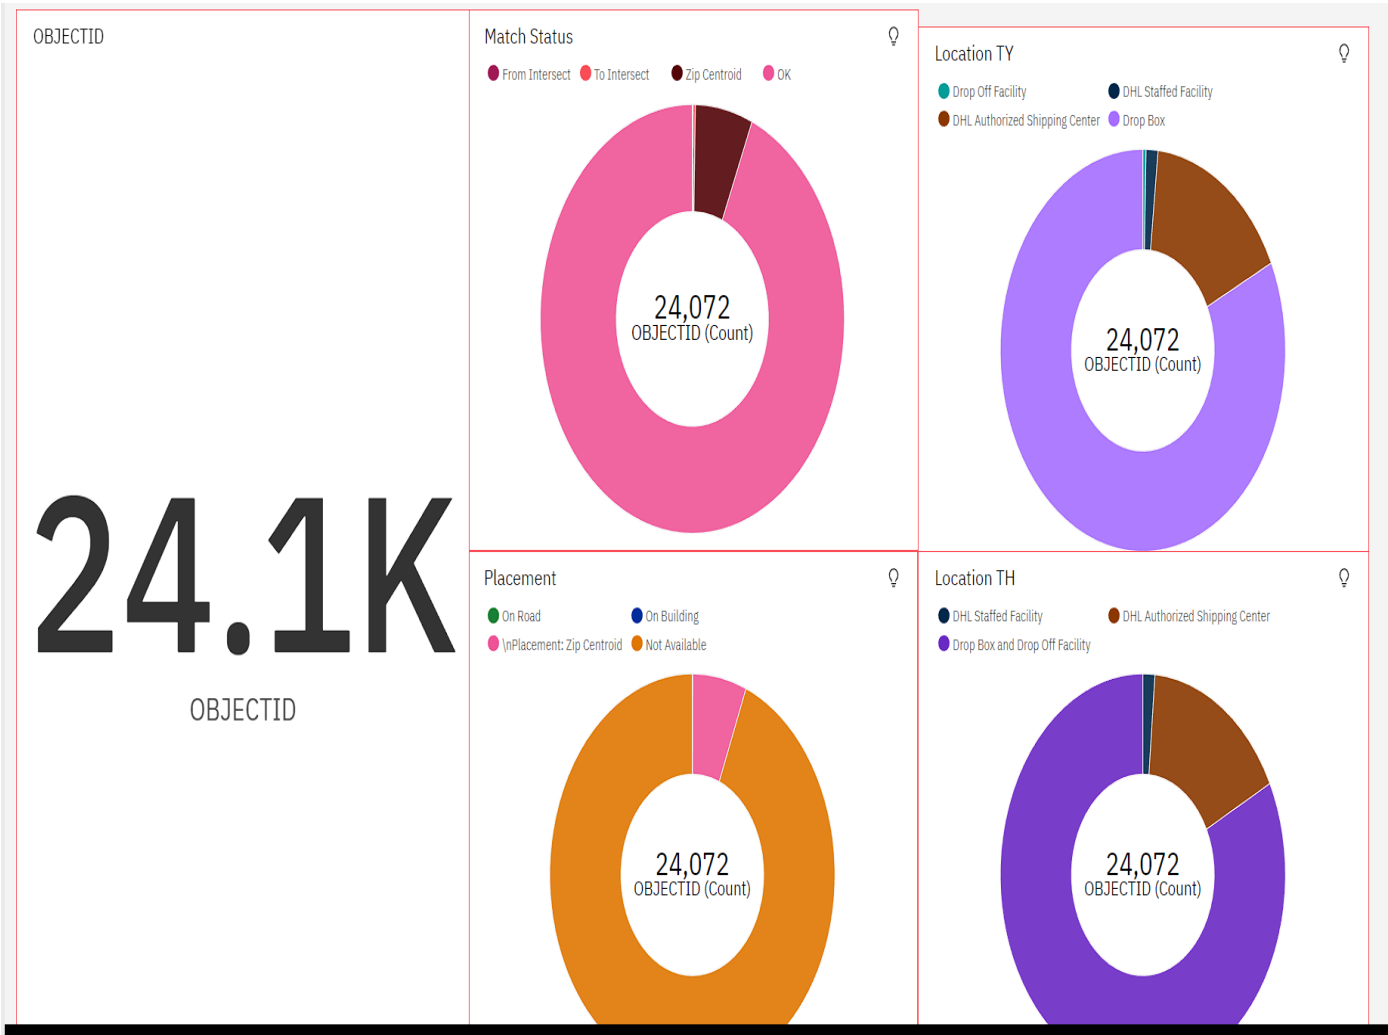 OBJECTID
24.1K
OBJECTID
Match Status
From Intersect To Intersect Zip Centroid OK
24,072
OBJECTID (Count)
Location TY
Drop Off Facility DHL Staffed Facility
DHL Authorized Shipping Center Drop Box
24,072
OBJECTID (Count)
Placement
On Road On Building
\nPlacement: Zip Centroid Not Available
24,072
OBJECTID (Count)
Location TH
DHL Staffed Facility DHL Authorized Shipping Center
Drop Box and Drop Off Facility
24,072
OBJECTID (Count)